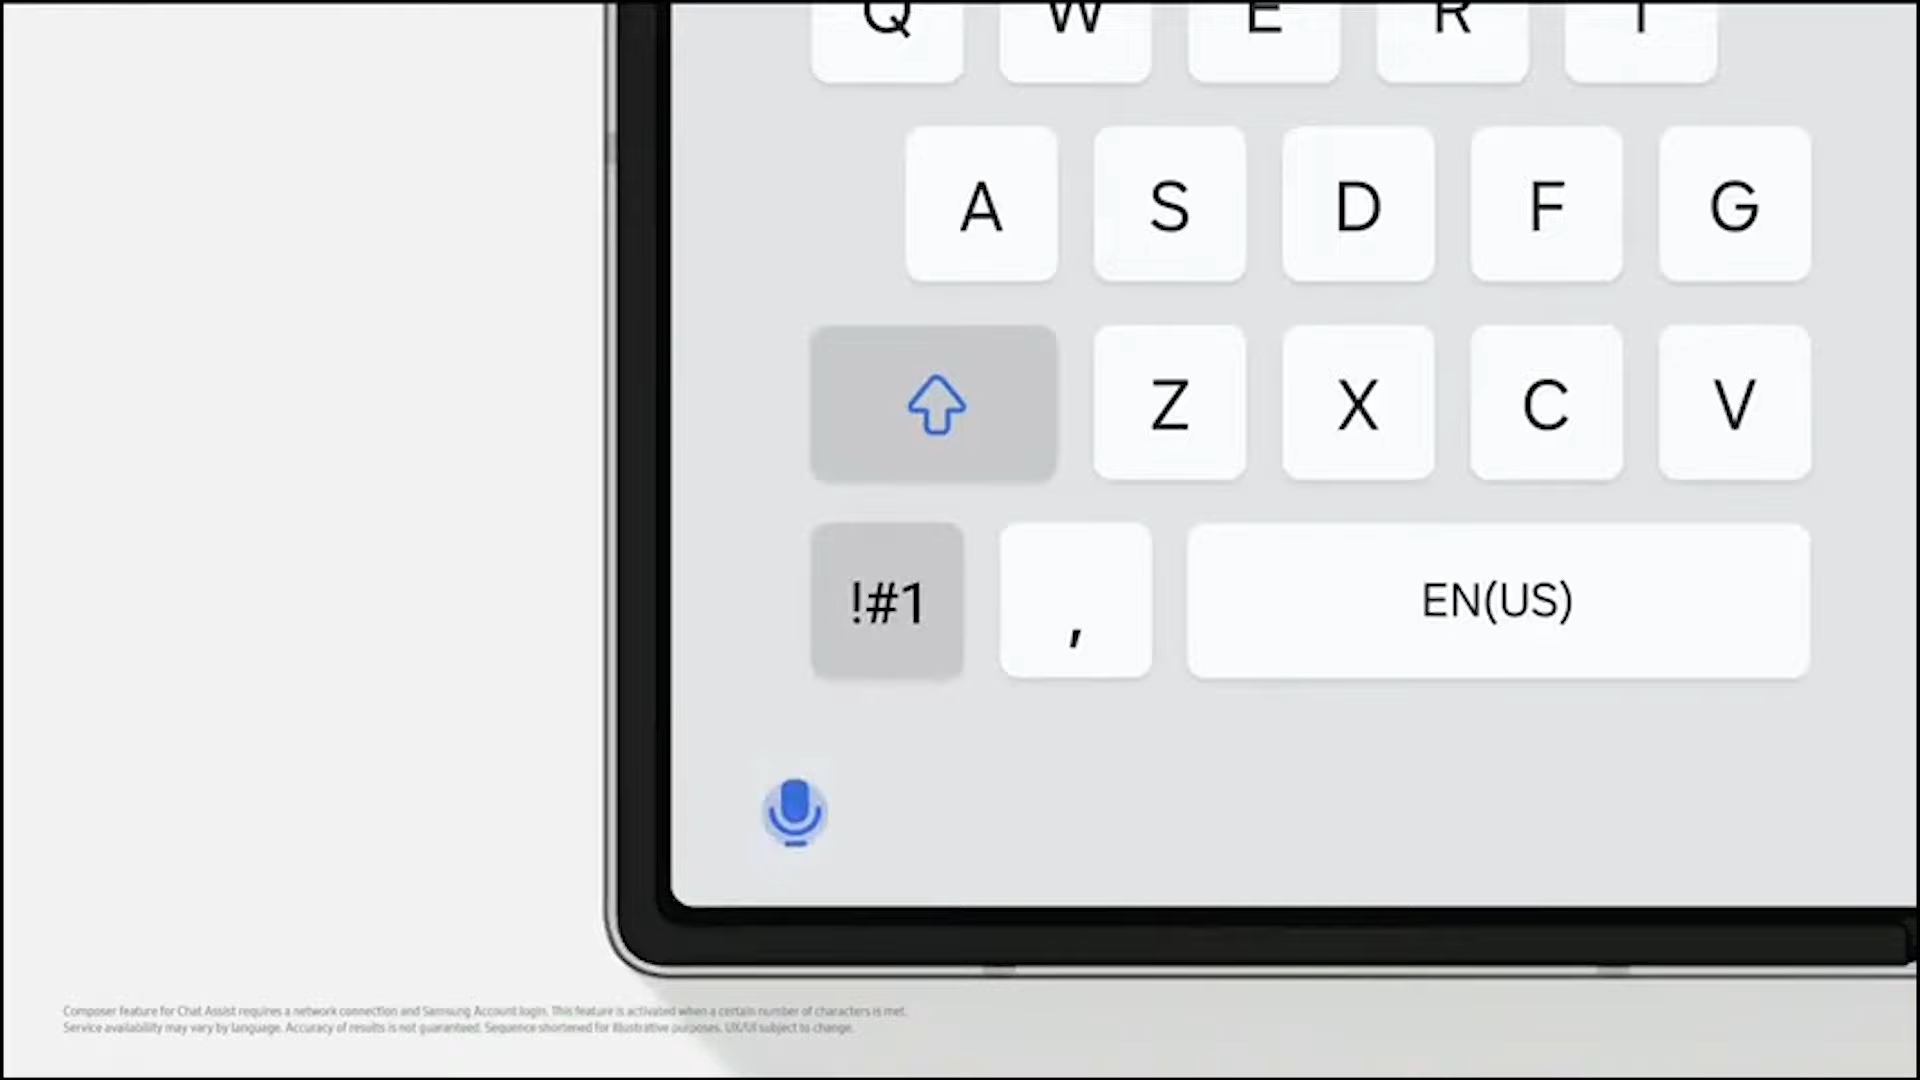 Q W E R T
A S D F G
Z X C V
!#1 , EN(US)
Composer feature for Chat Assist requires a network connection and Samsung Account login. This feature is activated when a certain number of characters is met.
Service availability may vary by language. Accuracy of results is not guaranteed. Sequence shortened for illustrative purposes. UX/UI subject to change.